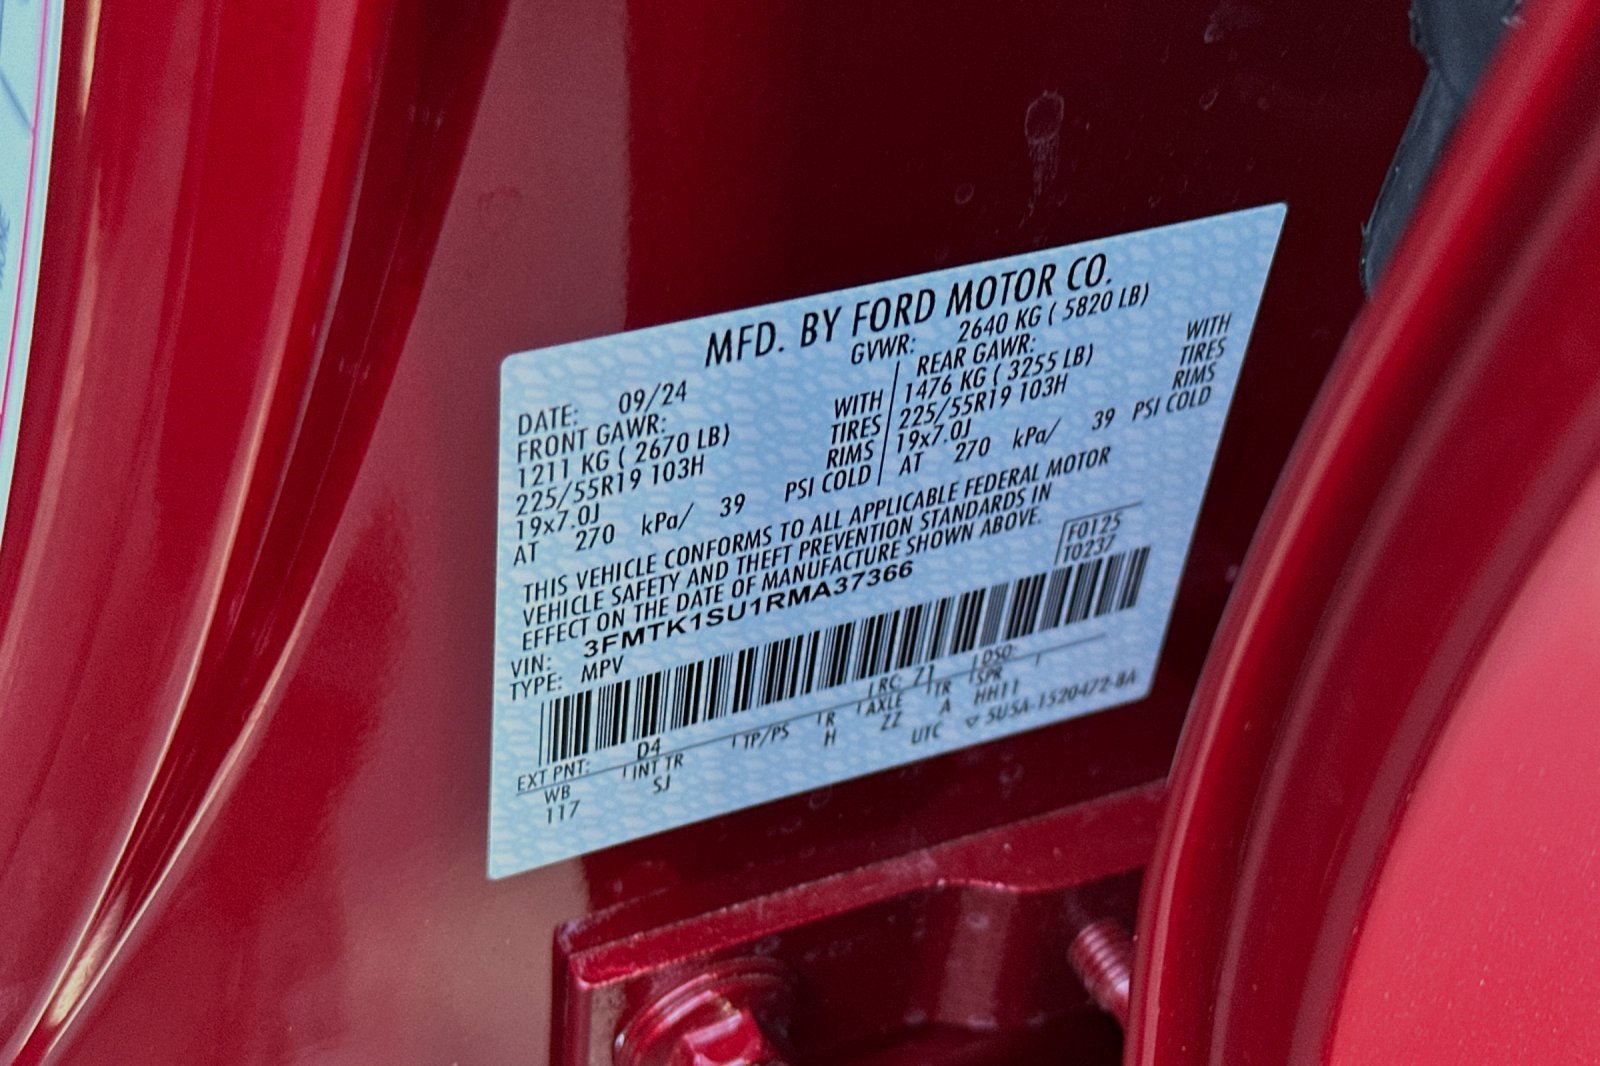 MFD. BY FORD MOTOR CO.
DATE: 09/24 GVWR: 2640 KG ( 5820 LB)
FRONT GAWR: REAR GAWR:
1211 KG ( 2670 LB) WITH 1476 KG ( 3255 LB) WITH
225/55R19 103H TIRES 225/55R19 103H TIRES
19x7.0J RIMS 19x7.0J RIMS
AT 270 kPa/ 39 PSI COLD AT 270 kPa/ 39 PSI COLD
THIS VEHICLE CONFORMS TO ALL APPLICABLE FEDERAL MOTOR
VEHICLE SAFETY AND THEFT PREVENTION STANDARDS IN
EFFECT ON THE DATE OF MANUFACTURE SHOWN ABOVE.
F0125
T0237
VIN: 3FMTK1SU1RMA37366
TYPE: MPV
EXT PNT: D4 RC: Z1 DSO:
WB INT TR TP/PS R AXLE TR SPR
117 SJ H ZZ A HH11
UTC ▽ 5U5A-1520472-BA